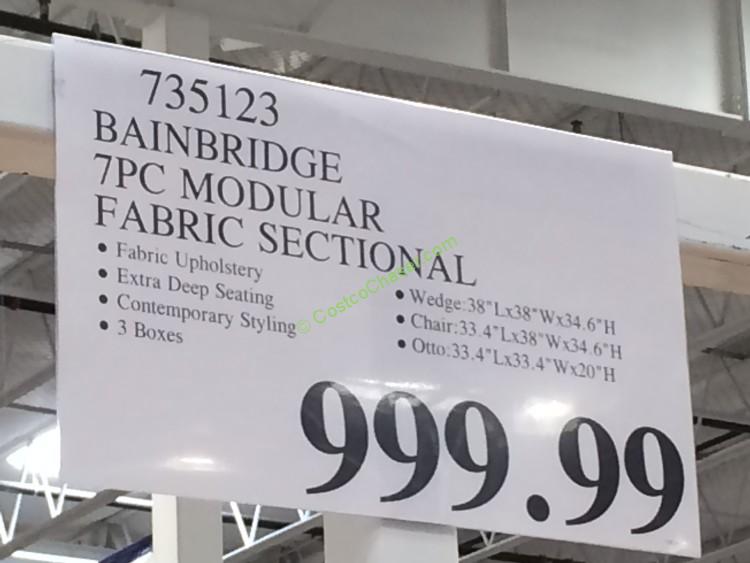 735123
BAINBRIDGE
7PC MODULAR
FABRIC SECTIONAL
• Fabric Upholstery
• Extra Deep Seating
• Contemporary Styling
• 3 Boxes
• Wedge:38"Lx38"Wx34.6"H
• Chair:33.4"Lx38"Wx34.6"H
• Otto:33.4"Lx33.4"Wx20"H
999.99
© CostcoChaser.com